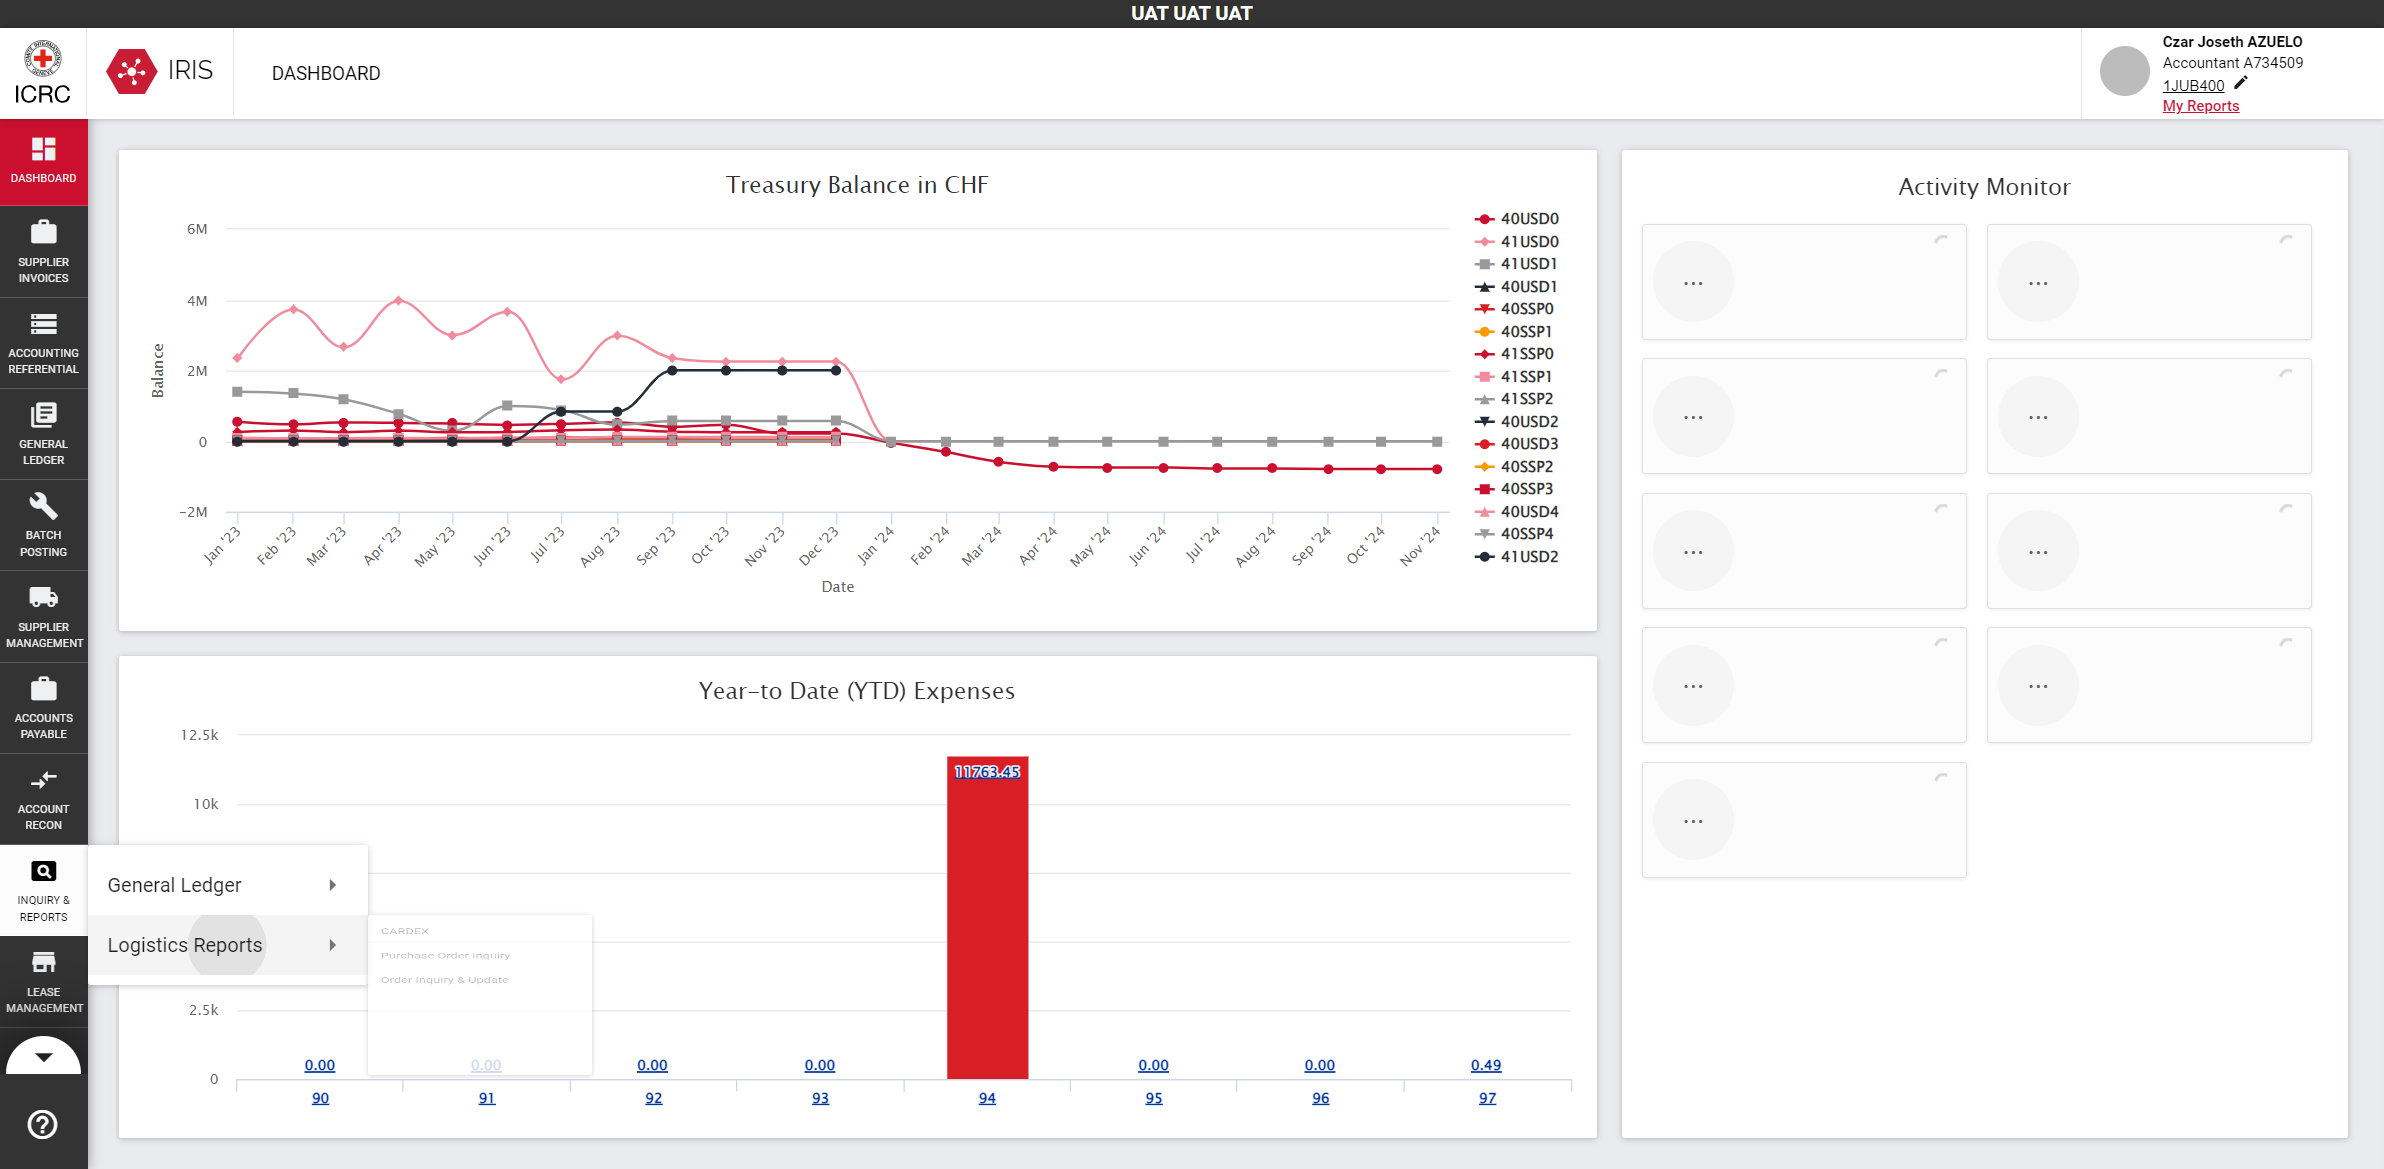 UAT UAT UAT
ICRC
IRIS
DASHBOARD
Czar Joseth AZUELO
Accountant A734509
1JUB400
My Reports
DASHBOARD
SUPPLIER
INVOICES
ACCOUNTING
REFERENTIAL
GENERAL
LEDGER
BATCH
POSTING
SUPPLIER
MANAGEMENT
ACCOUNTS
PAYABLE
ACCOUNT
RECON
INQUIRY &
REPORTS
LEASE
MANAGEMENT
General Ledger
Logistics Reports
CARDEX
Purchase Order Inquiry
Order Inquiry & Update
Treasury Balance in CHF
6M
4M
2M
0
-2M
Balance
Jan '23
Feb '23
Mar '23
Apr '23
May '23
Jun '23
Jul '23
Aug '23
Sep '23
Oct '23
Nov '23
Dec '23
Jan '24
Feb '24
Mar '24
Apr '24
May '24
Jun '24
Jul '24
Aug '24
Sep '24
Oct '24
Nov '24
Date
40USD0
41USD0
41USD1
40USD1
40SSP0
40SSP1
41SSP0
41SSP1
41SSP2
40USD2
40USD3
40SSP2
40SSP3
40USD4
40SSP4
41USD2
Year-to Date (YTD) Expenses
12.5k
10k
2.5k
0
11763.45
0.00
0.00
0.00
0.00
0.00
0.00
0.49
90
91
92
93
94
95
96
97
Activity Monitor
...
...
...
...
...
...
...
...
...